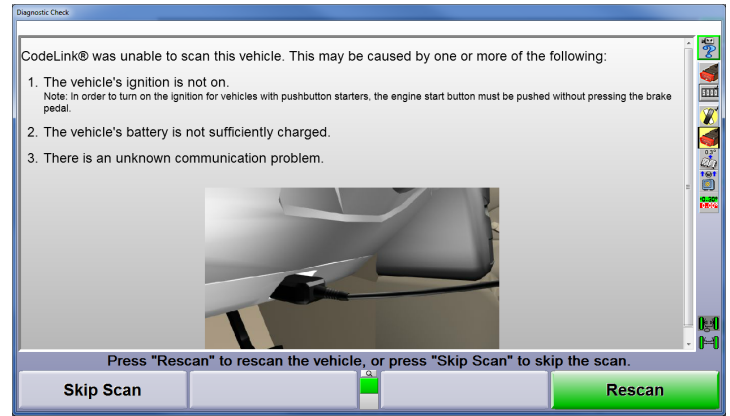 Diagnostic Check
CodeLink® was unable to scan this vehicle. This may be caused by one or more of the following:
1. The vehicle's ignition is not on.
Note: In order to turn on the ignition for vehicles with pushbutton starters, the engine start button must be pushed without pressing the brake
pedal.
2. The vehicle's battery is not sufficiently charged.
3. There is an unknown communication problem.
0.3°
+0.30°
Press "Rescan" to rescan the vehicle, or press "Skip Scan" to skip the scan.
Skip Scan
Rescan